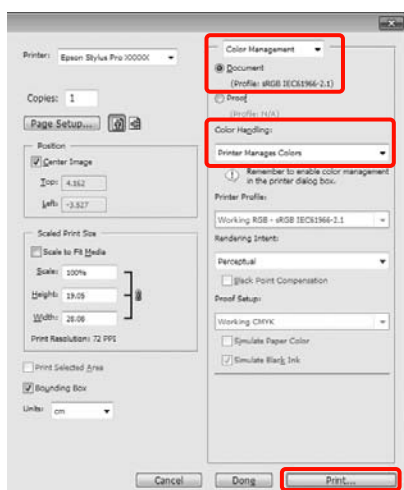 Printer: Epson Stylus Pro XXXXX
Copies: 1
Page Setup...
Position
Center Image
Top: 4.162
Left: -3.527
Scaled Print Size
Scale to Fit Media
Scale: 100%
Height: 19.05
Width: 28.08
Print Resolution: 72 PPI
Print Selected Area
Bounding Box
Units: cm
Color Management
Document
(Profile: sRGB IEC61966-2.1)
Proof
(Profile: N/A)
Color Handling:
Printer Manages Colors
Remember to enable color management
in the printer dialog box.
Printer Profile:
Working RGB - sRGB IEC61966-2.1
Rendering Intent:
Perceptual
Black Point Compensation
Proof Setup:
Working CMYK
Simulate Paper Color
Simulate Black Ink
Cancel
Done
Print...